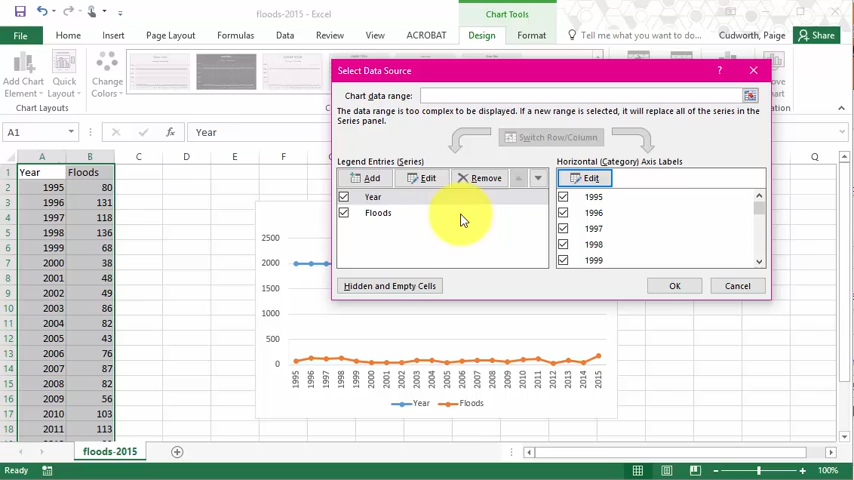 floods-2015 - Excel
Chart Tools
Cudworth, Paige
File Home Insert Page Layout Formulas Data Review View ACROBAT Design Format Tell me what you want to do... Share
Add Chart Element
Quick Layout
Change Colors
Chart Layouts
Select Data Source
Chart data range:
The data range is too complex to be displayed. If a new range is selected, it will replace all of the series in the Series panel.
Switch Row/Column
Legend Entries (Series)
Add Edit Remove
Year
Floods
Horizontal (Category) Axis Labels
Edit
1995
1996
1997
1998
1999
Hidden and Empty Cells
OK Cancel
A1 fx Year
A B C D E F Q
1 Year Floods
2 1995 80
3 1996 131
4 1997 118
5 1998 136
6 1999 68
7 2000 38
8 2001 48
9 2002 49
10 2003 86
11 2004 82
12 2005 43
13 2006 76
14 2007 87
15 2008 82
16 2009 56
17 2010 103
18 2011 113
2500
2000
1000
500
0
1995 1996 1997 1998 1999 2000 2001 2002 2003 2004 2005 2006 2007 2008 2009 2010 2011 2012 2013 2014 2015
Year Floods
floods-2015
Ready
100%